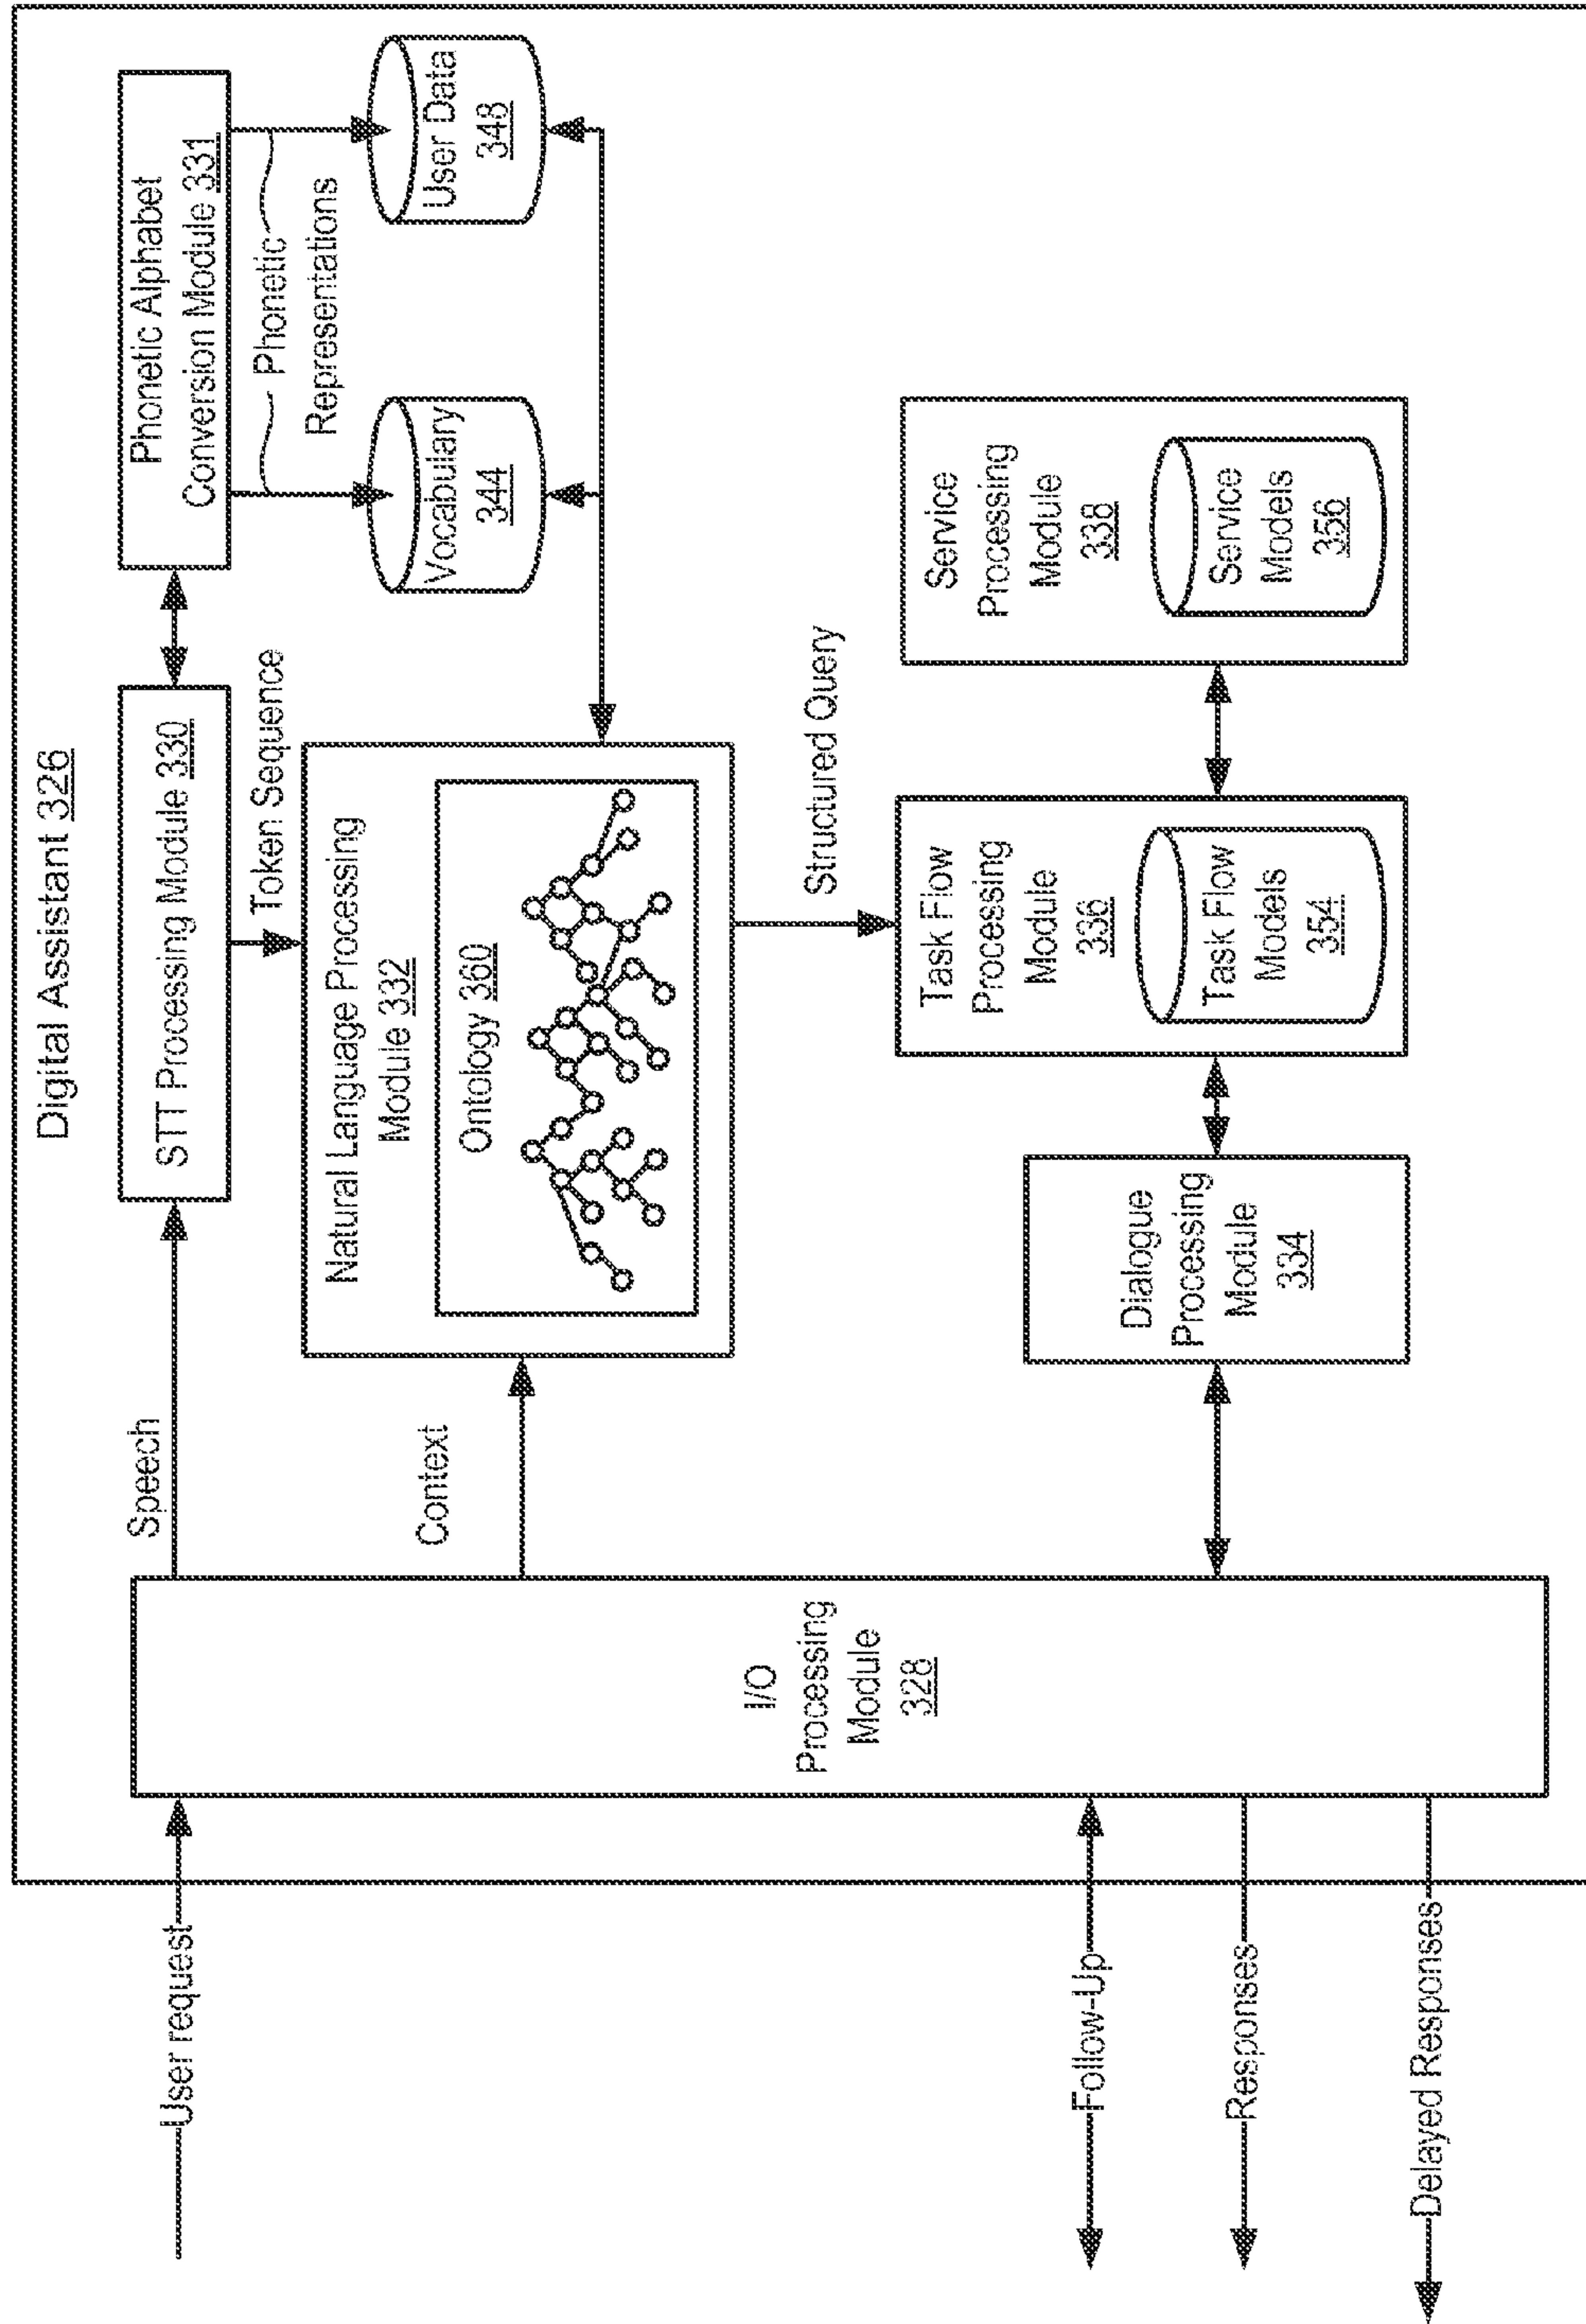 Digital Assistant 326
User request
Speech
STT Processing Module 330
Phonetic Alphabet
Conversion Module 331
Token Sequence
Phonetic
Representations
Context
Natural Language Processing
Module 332
Ontology 360
Vocabulary
344
User Data
348
I/O
Processing
Module
328
Structured Query
Follow-Up
Responses
Delayed Responses
Dialogue
Processing
Module
334
Task Flow
Processing
Module
336
Task Flow
Models
354
Service
Processing
Module
338
Service
Models
356